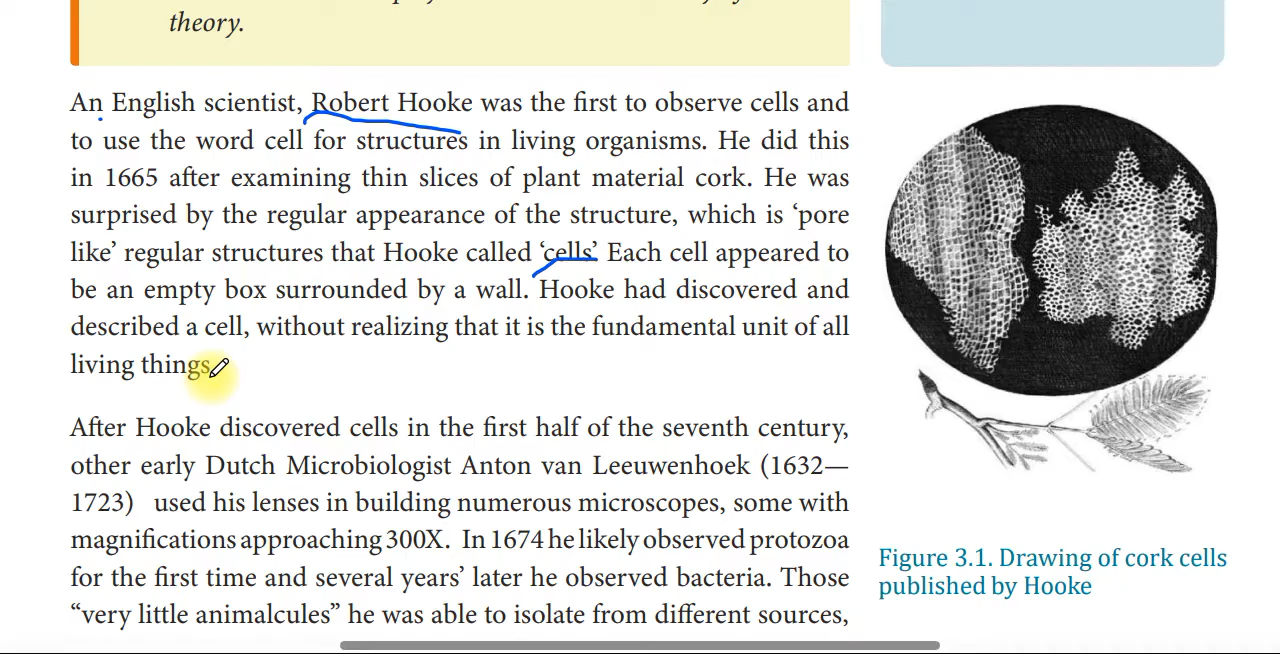 theory.
An English scientist, Robert Hooke was the first to observe cells and
to use the word cell for structures in living organisms. He did this
in 1665 after examining thin slices of plant material cork. He was
surprised by the regular appearance of the structure, which is ‘pore
like’ regular structures that Hooke called ‘cells’. Each cell appeared to
be an empty box surrounded by a wall. Hooke had discovered and
described a cell, without realizing that it is the fundamental unit of all
living things.
After Hooke discovered cells in the first half of the seventh century,
other early Dutch Microbiologist Anton van Leeuwenhoek (1632—
1723) used his lenses in building numerous microscopes, some with
magnifications approaching 300X. In 1674 he likely observed protozoa
for the first time and several years’ later he observed bacteria. Those
“very little animalcules” he was able to isolate from different sources,
Figure 3.1. Drawing of cork cells
published by Hooke